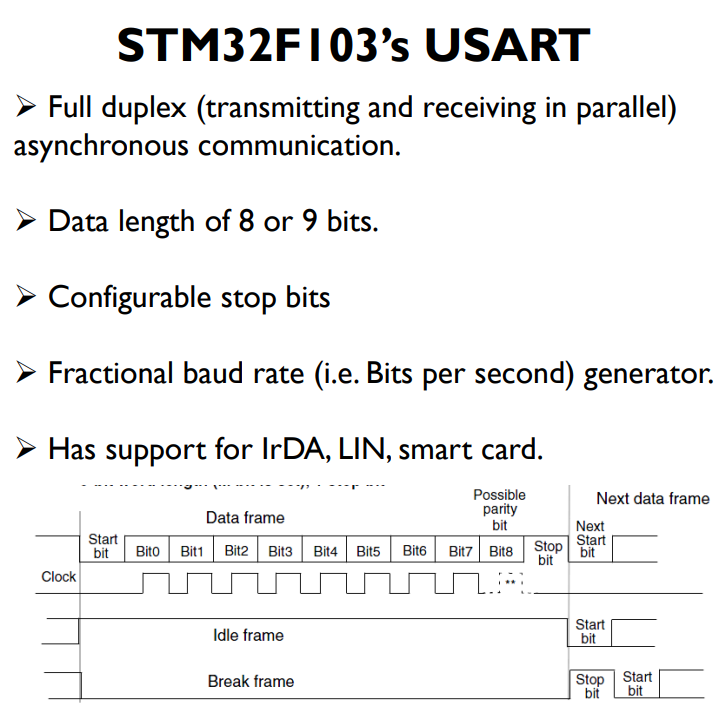 STM32F103's USART
➢ Full duplex (transmitting and receiving in parallel)
asynchronous communication.
➢ Data length of 8 or 9 bits.
➢ Configurable stop bits
➢ Fractional baud rate (i.e. Bits per second) generator.
➢ Has support for IrDA, LIN, smart card.
Possible
parity
bit
Next data frame
Data frame
Next
Start
bit
Start
bit
Bit0 Bit1 Bit2 Bit3 Bit4 Bit5 Bit6 Bit7 Bit8
Stop
bit
Clock
**
Idle frame
Start
bit
Break frame
Stop
bit
Start
bit